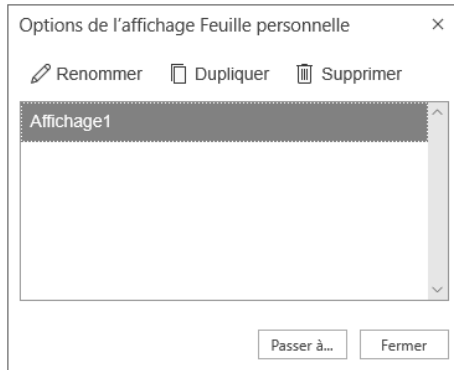 Options de l’affichage Feuille personnelle
Renommer Dupliquer Supprimer
Affichage1
Passer à... Fermer